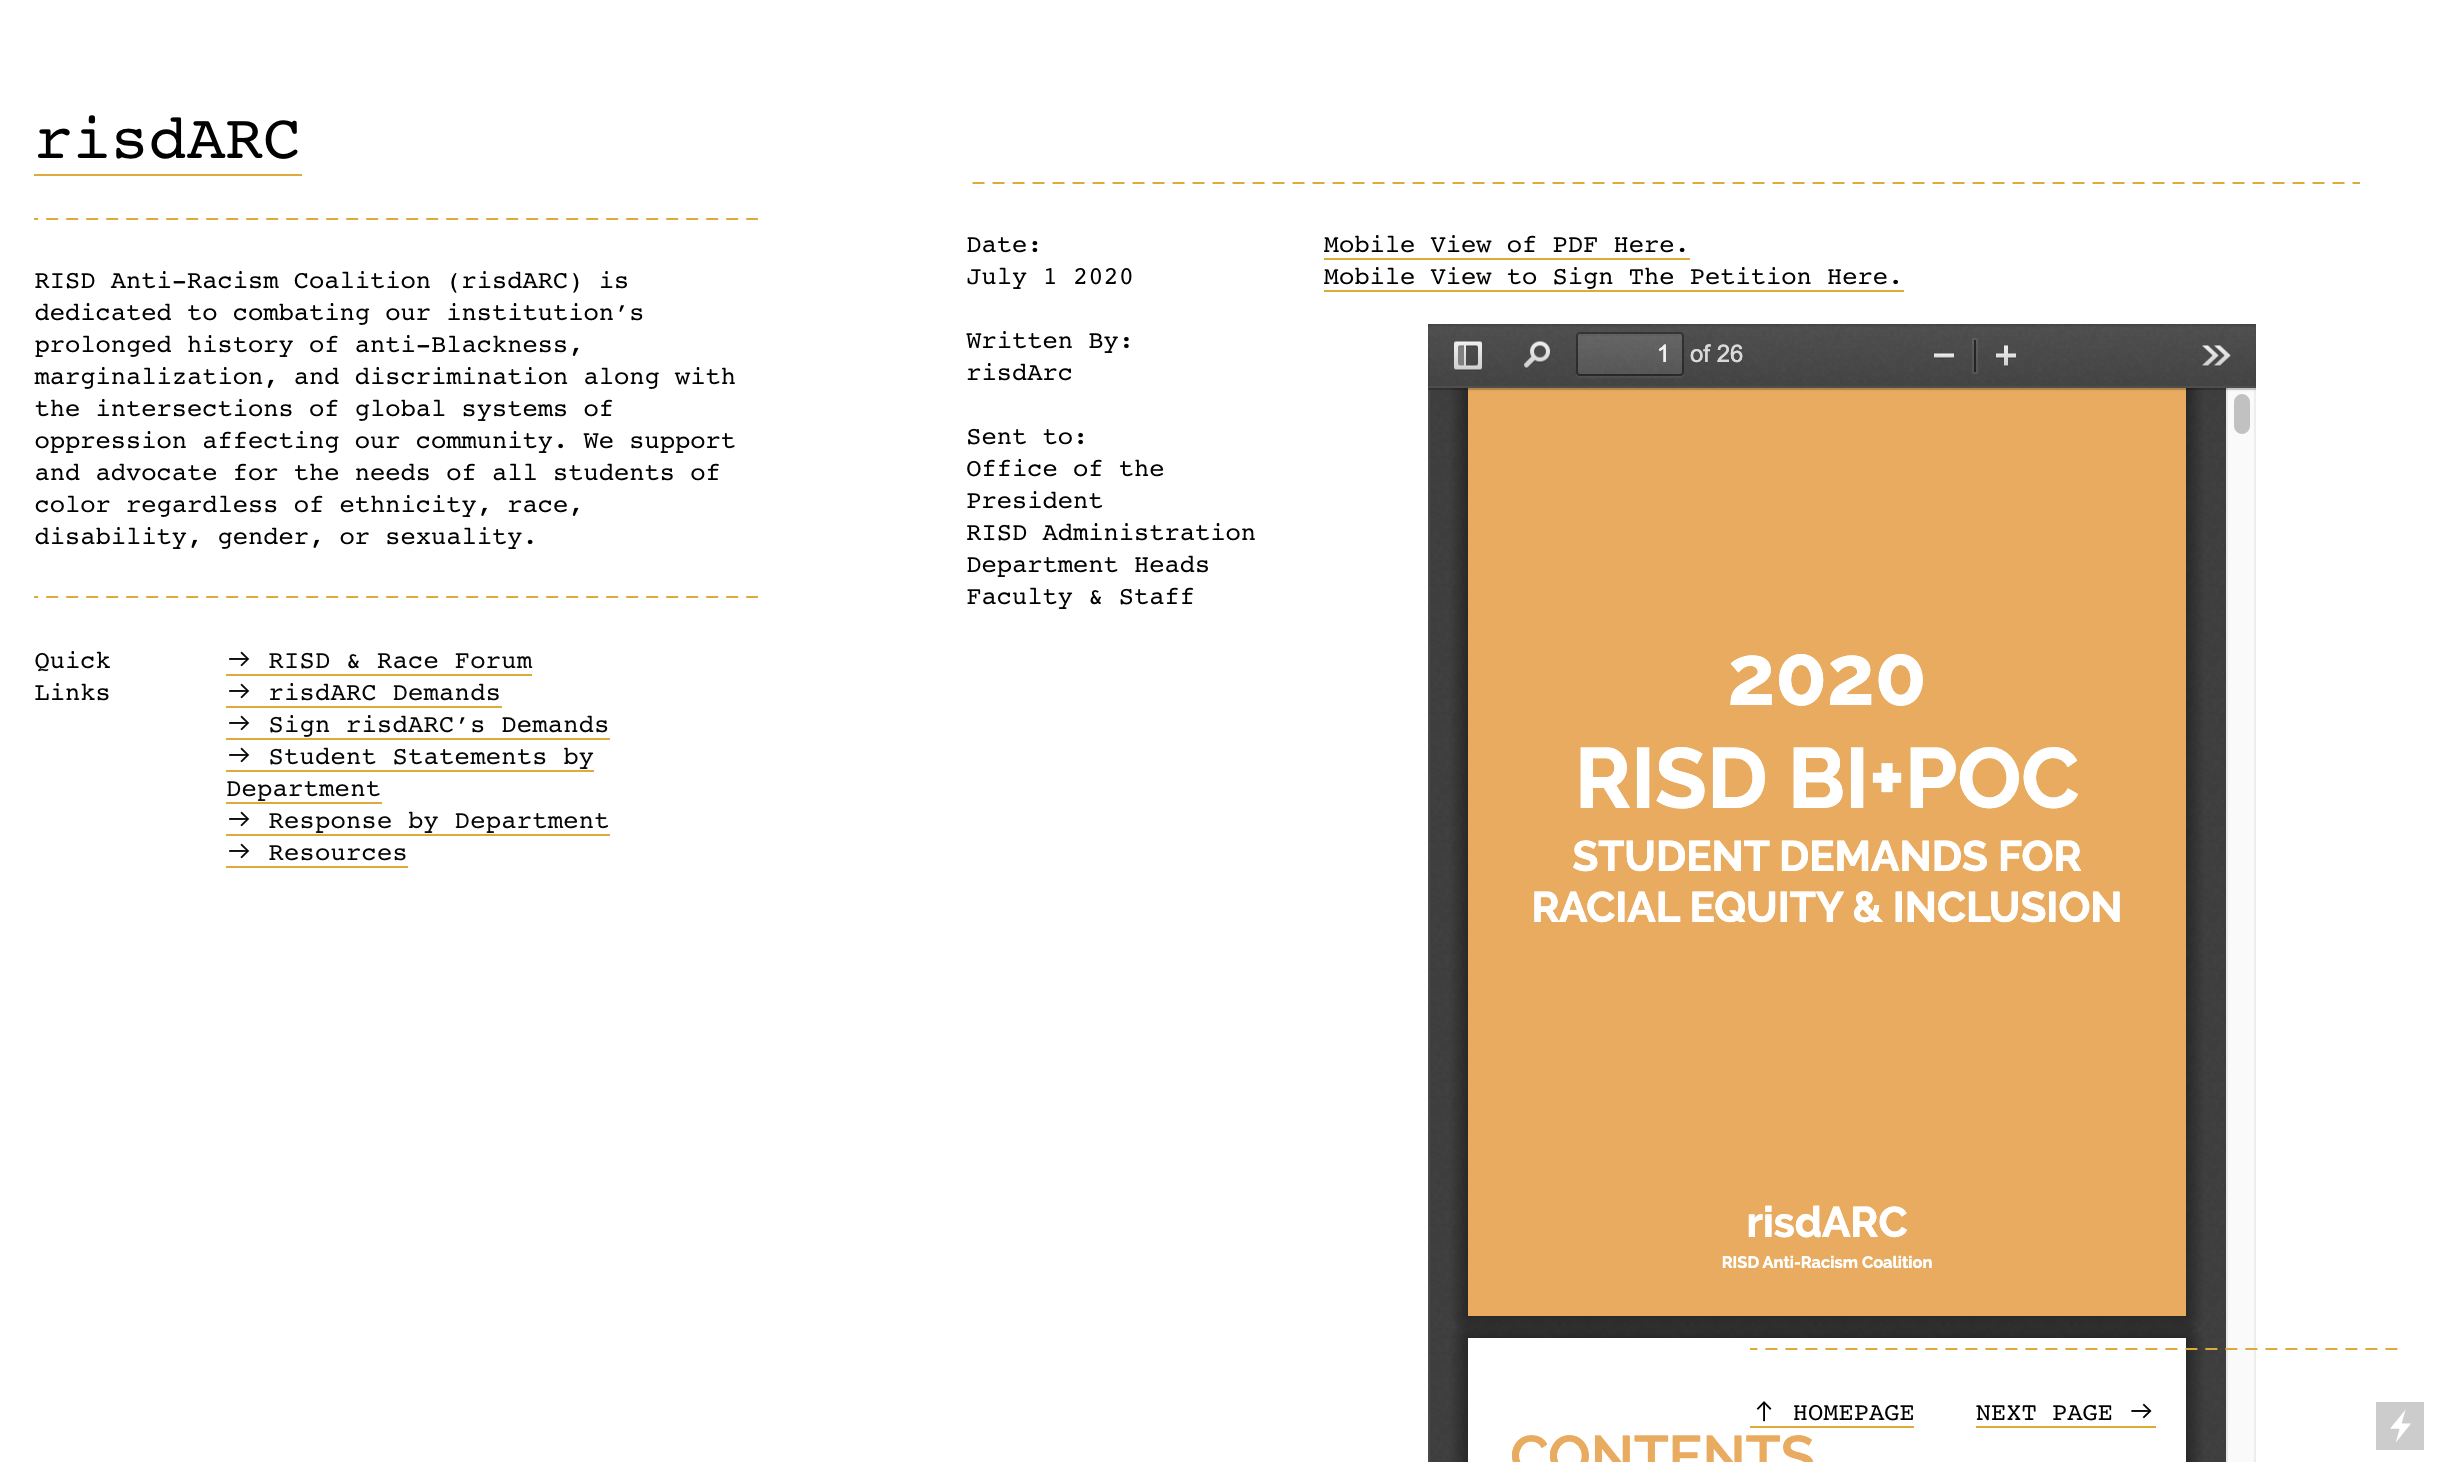 risdARC
RISD Anti-Racism Coalition (risdARC) is
dedicated to combating our institution’s
prolonged history of anti-Blackness,
marginalization, and discrimination along with
the intersections of global systems of
oppression affecting our community. We support
and advocate for the needs of all students of
color regardless of ethnicity, race,
disability, gender, or sexuality.
Quick
Links
→ RISD & Race Forum
→ risdARC Demands
→ Sign risdARC’s Demands
→ Student Statements by
Department
→ Response by Department
→ Resources
Date:
July 1 2020
Written By:
risdArc
Sent to:
Office of the
President
RISD Administration
Department Heads
Faculty & Staff
Mobile View of PDF Here.
Mobile View to Sign The Petition Here.
1 of 26
2020
RISD BI+POC
STUDENT DEMANDS FOR
RACIAL EQUITY & INCLUSION
risdARC
RISD Anti-Racism Coalition
↑ HOMEPAGE
NEXT PAGE →
CONTENTS